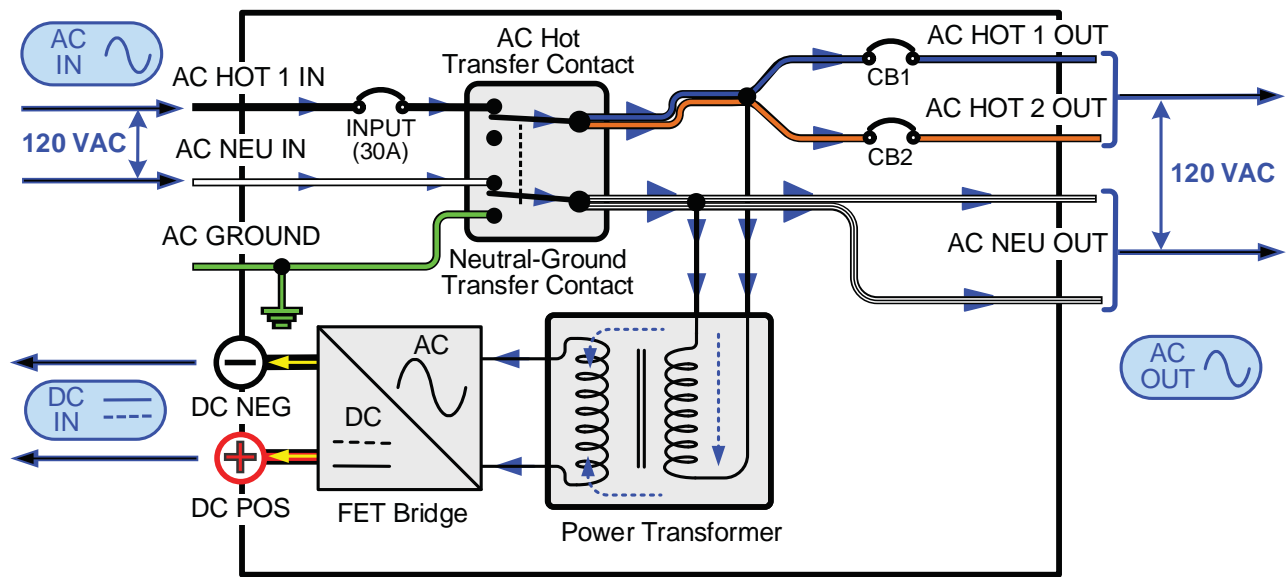 AC
IN
AC Hot
Transfer Contact
AC HOT 1 OUT
AC HOT 1 IN
CB1
INPUT
(30A)
AC HOT 2 OUT
120 VAC
AC NEU IN
CB2
120 VAC
AC GROUND
AC NEU OUT
Neutral-Ground
Transfer Contact
AC
DC
AC
OUT
DC NEG
DC
IN
DC POS
FET Bridge
Power Transformer